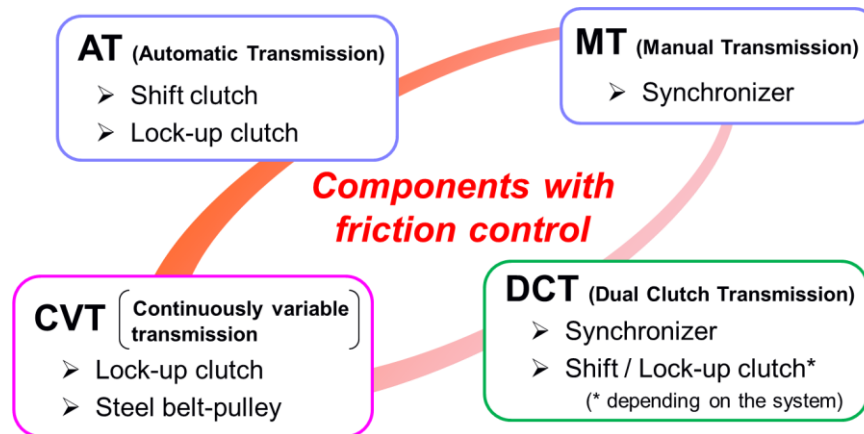 AT (Automatic Transmission)
➢ Shift clutch
➢ Lock-up clutch
MT (Manual Transmission)
➢ Synchronizer
Components with
friction control
CVT (Continuously variable
transmission)
➢ Lock-up clutch
➢ Steel belt-pulley
DCT (Dual Clutch Transmission)
➢ Synchronizer
➢ Shift / Lock-up clutch*
(* depending on the system)